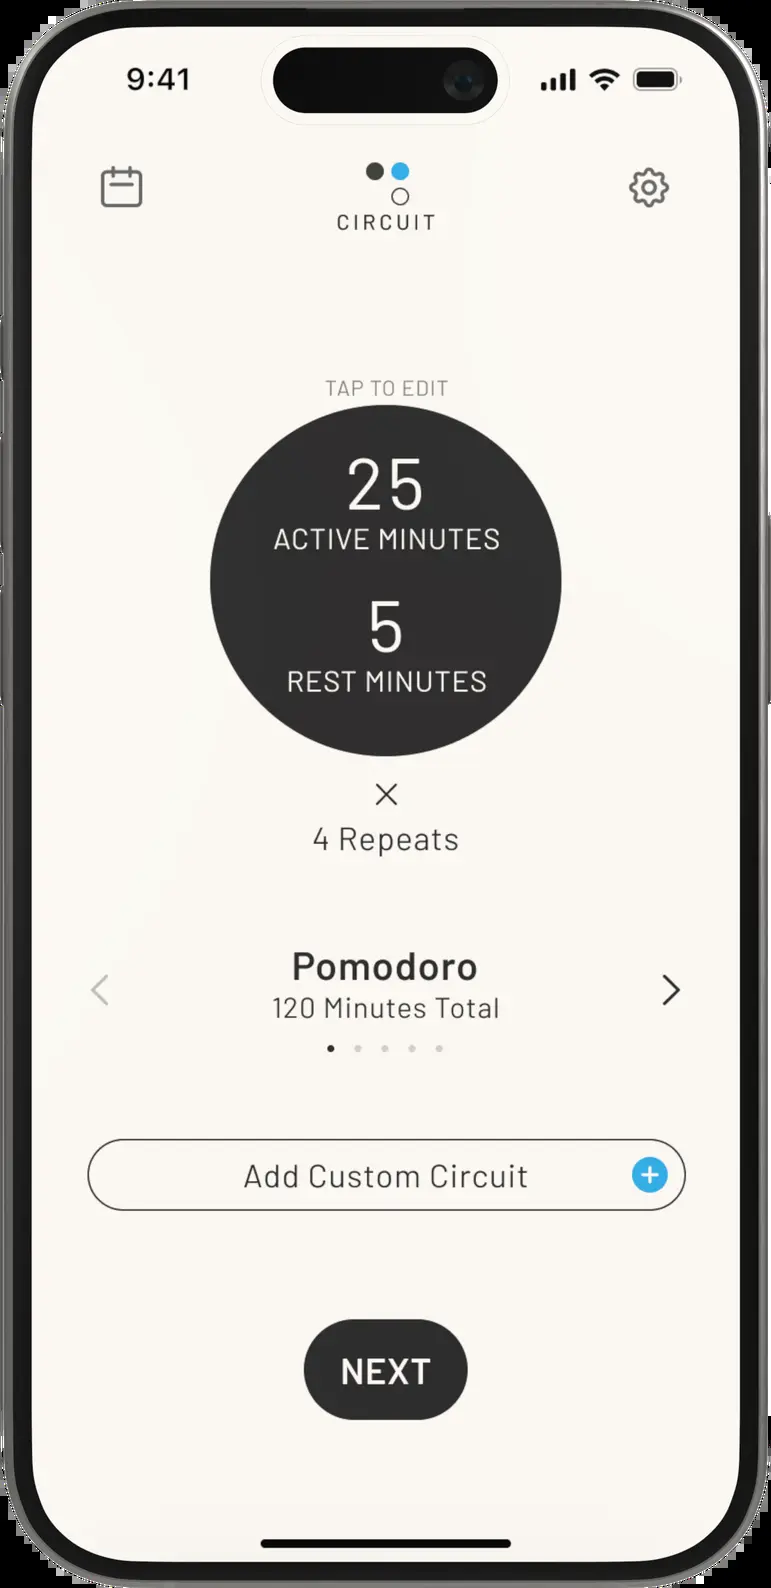 9:41
CIRCUIT
TAP TO EDIT
25
ACTIVE MINUTES
5
REST MINUTES
4 Repeats
Pomodoro
120 Minutes Total
Add Custom Circuit
NEXT